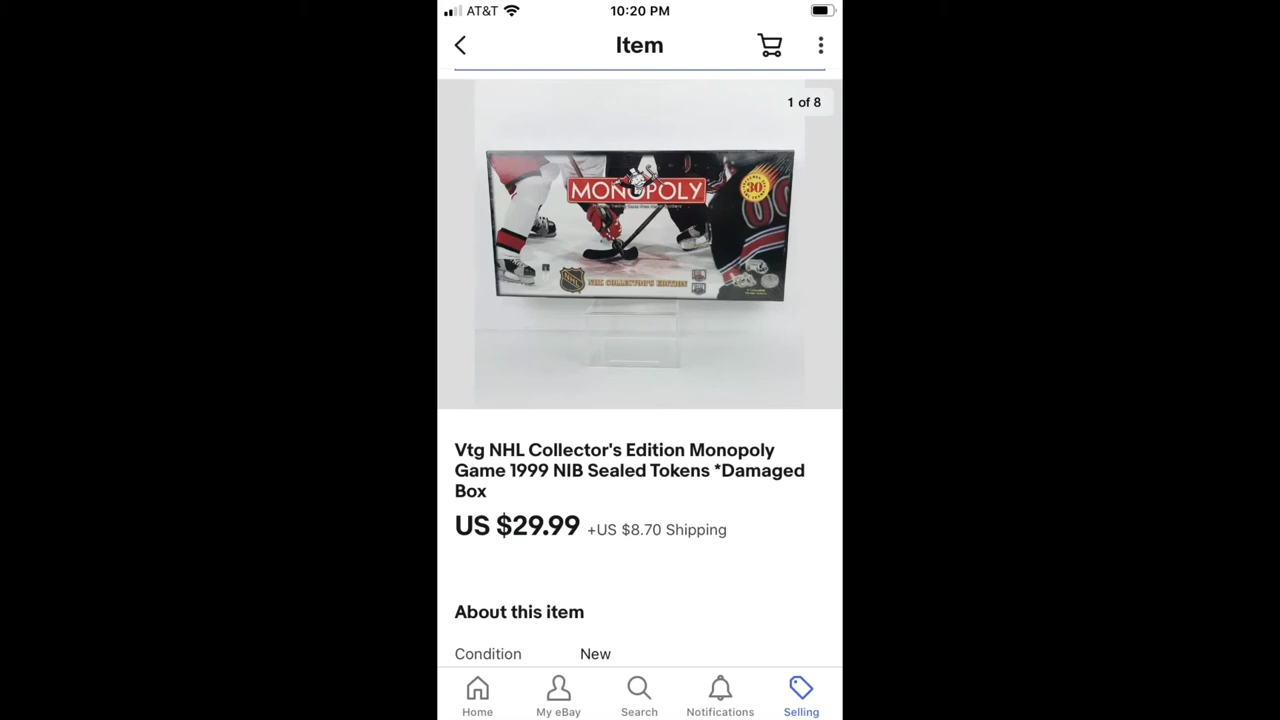 AT&T
10:20 PM
Item
1 of 8
MONOPOLY
30
NHL
NHL COLLECTOR'S EDITION
Vtg NHL Collector's Edition Monopoly
Game 1999 NIB Sealed Tokens *Damaged
Box
US $29.99 +US $8.70 Shipping
About this item
Condition New
Home My eBay Search Notifications Selling